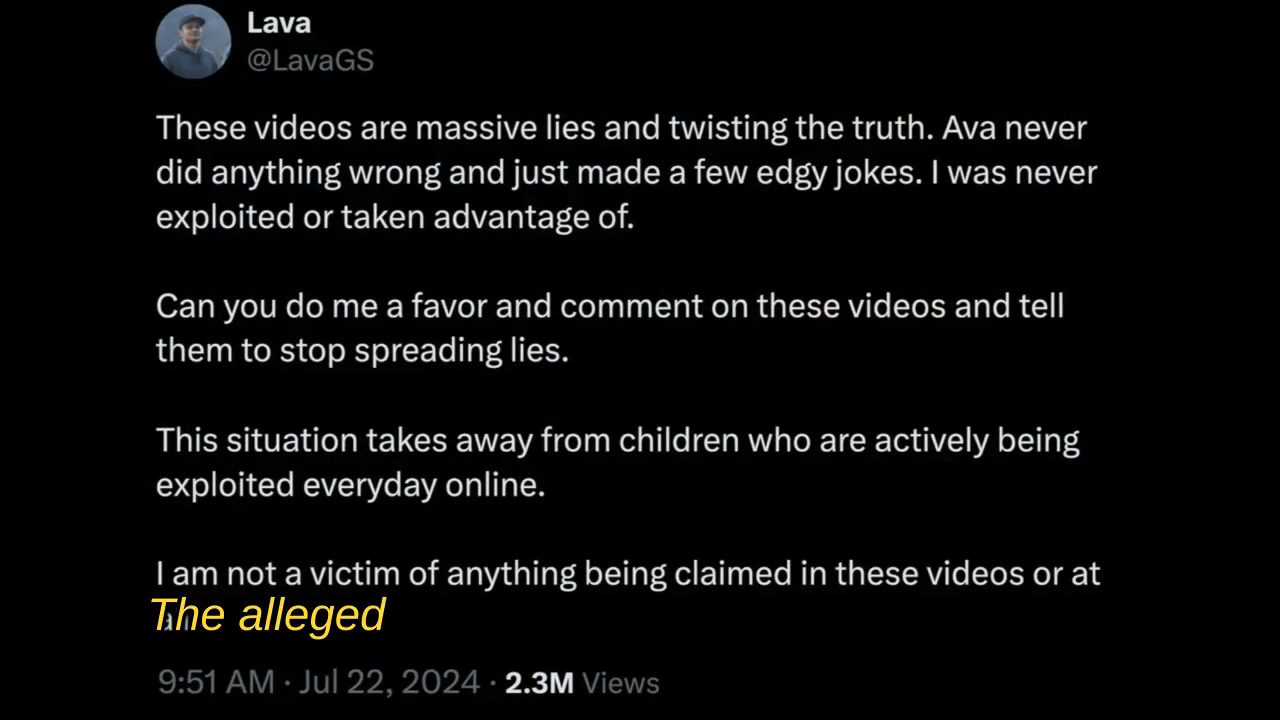 Lava
@LavaGS
These videos are massive lies and twisting the truth. Ava never
did anything wrong and just made a few edgy jokes. I was never
exploited or taken advantage of.
Can you do me a favor and comment on these videos and tell
them to stop spreading lies.
This situation takes away from children who are actively being
exploited everyday online.
I am not a victim of anything being claimed in these videos or at
The alleged
9:51 AM · Jul 22, 2024 · 2.3M Views